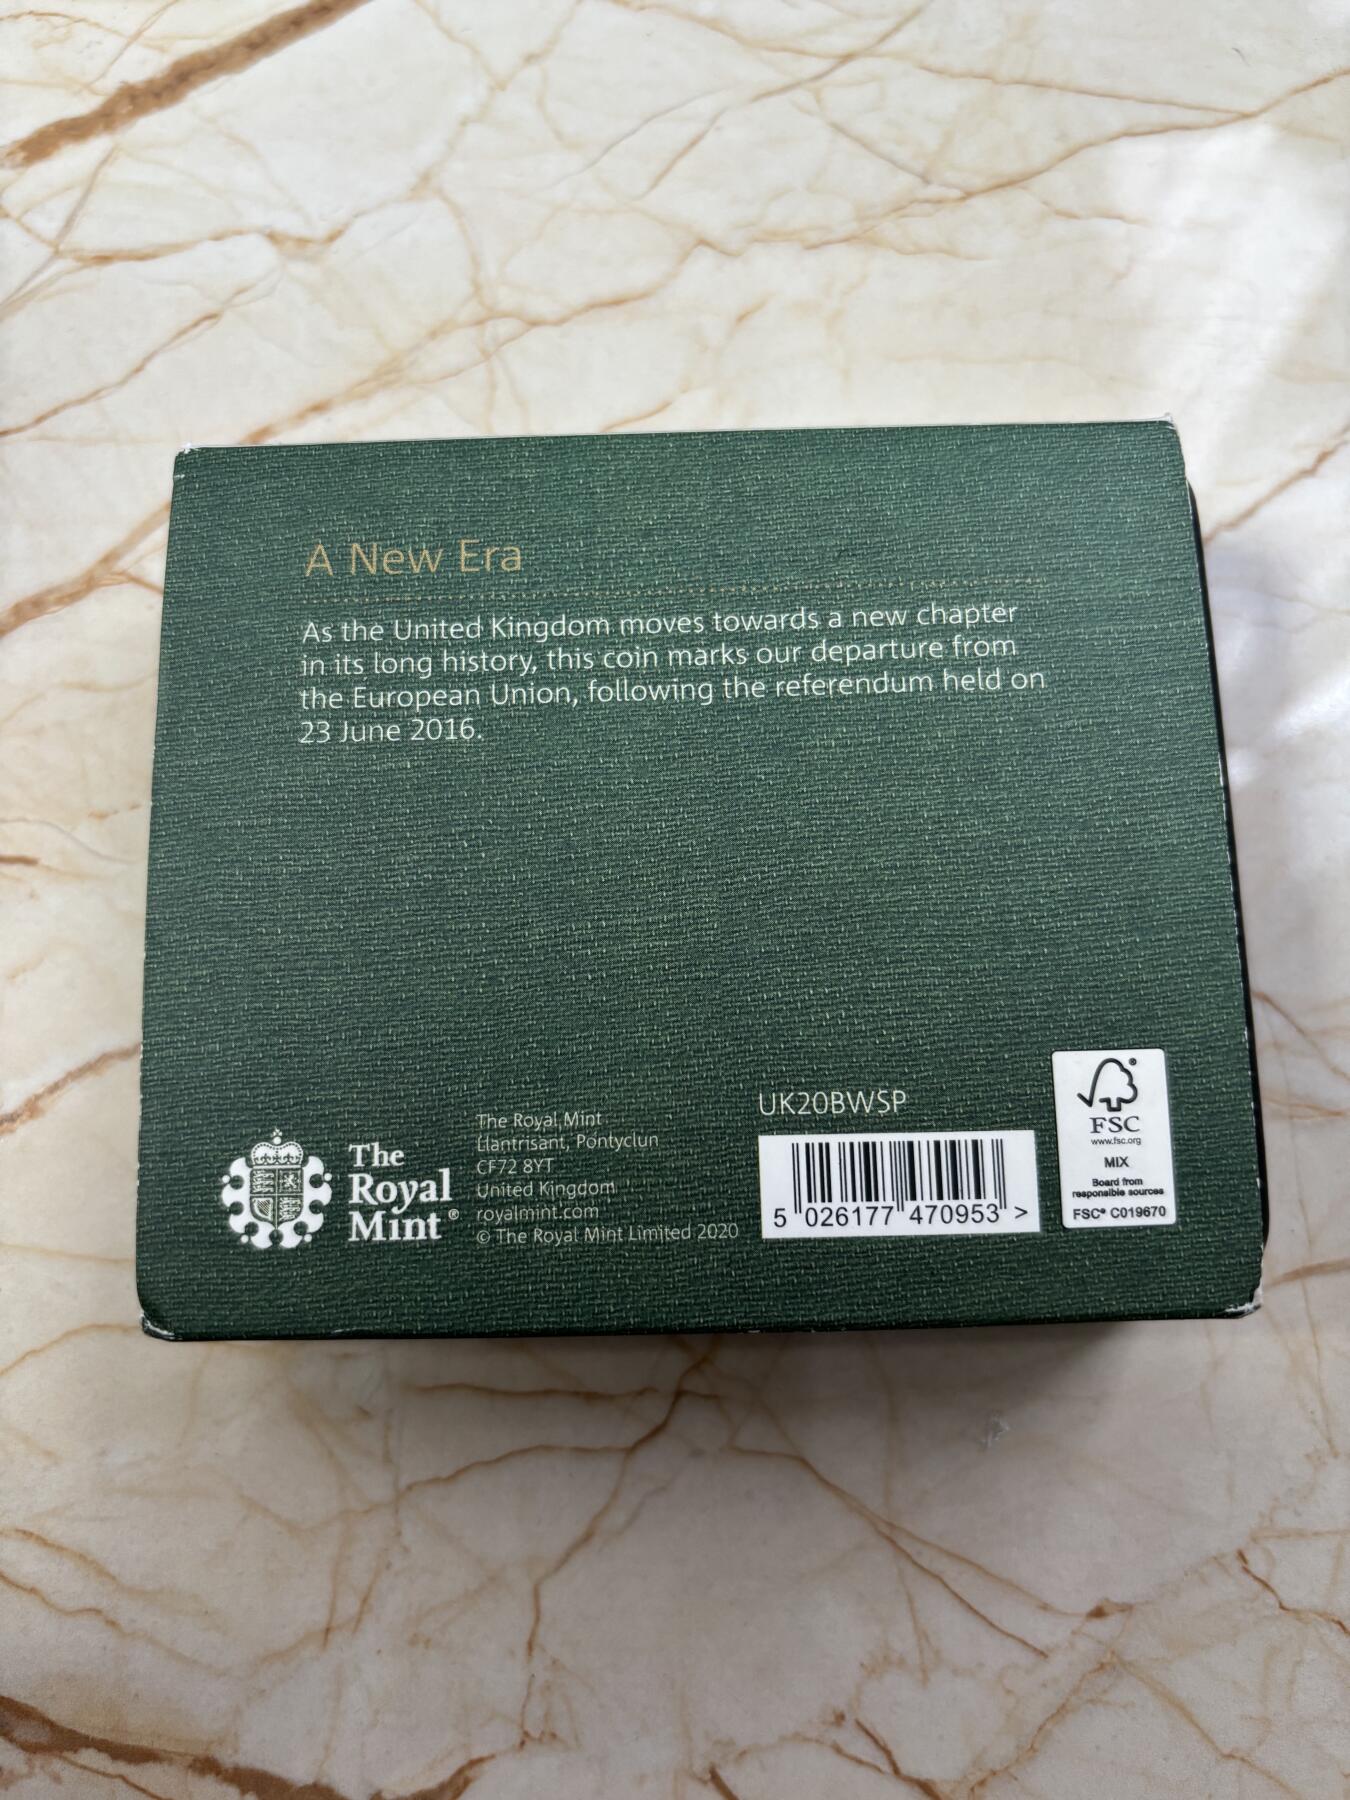 A New Era
As the United Kingdom moves towards a new chapter
in its long history, this coin marks our departure from
the European Union, following the referendum held on
23 June 2016.
The
Royal
Mint®
The Royal Mint
Llantrisant, Pontyclun
CF72 8YT
United Kingdom
royalmint.com
© The Royal Mint Limited 2020
UK20BWSP
5 026177 470953 >
FSC
www.fsc.org
MIX
Board from
responsible sources
FSC® C019670